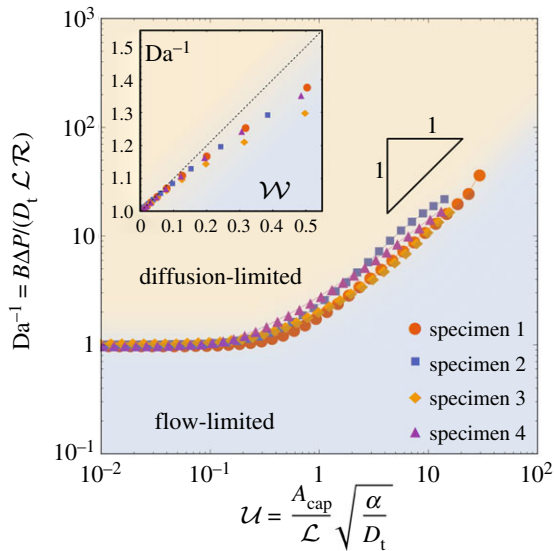 10³
10²
10
1
10⁻¹
Da⁻¹ = BΔP/(D_t ℒℛ)
1.5
1.4
1.3
1.2
1.1
1.0
Da⁻¹
𝒲
0 0.1 0.2 0.3 0.4 0.5
1
1
diffusion-limited
flow-limited
specimen 1
specimen 2
specimen 3
specimen 4
10⁻² 10⁻¹ 1 10 10²
𝒰 = A_cap/ℒ √(α/D_t)